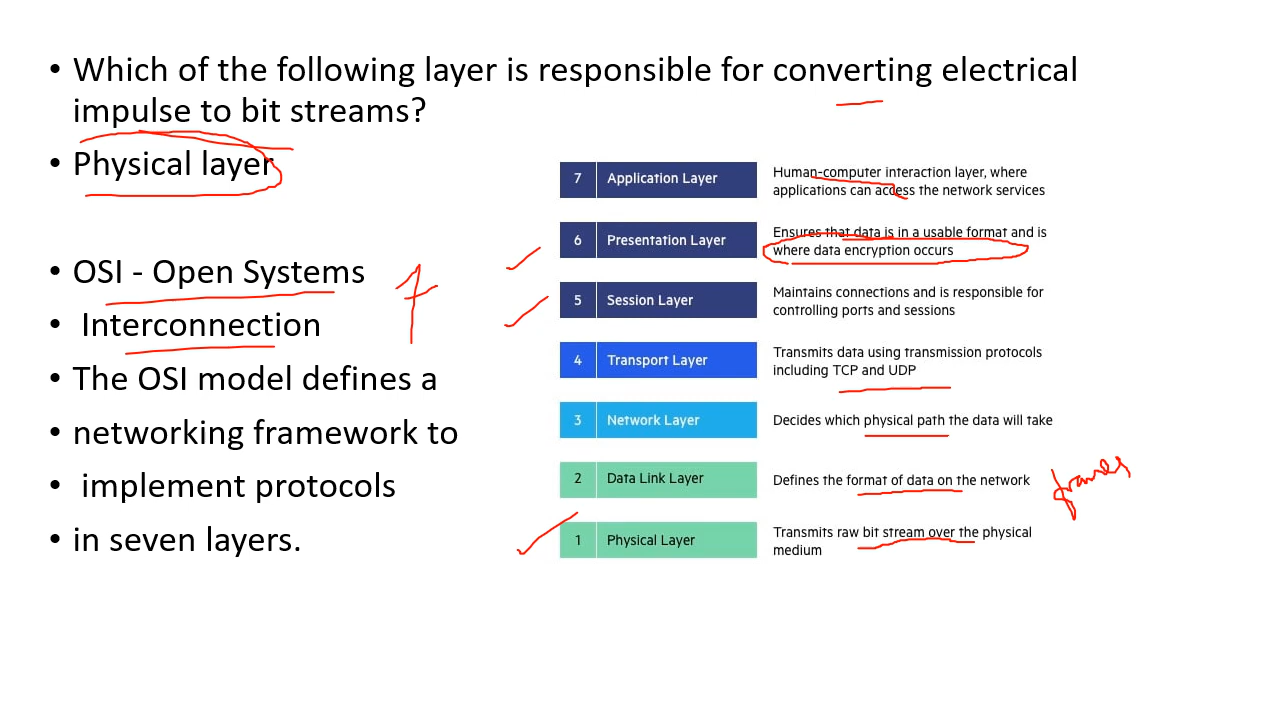 • Which of the following layer is responsible for converting electrical
impulse to bit streams?
• Physical layer
• OSI - Open Systems
• Interconnection
• The OSI model defines a
• networking framework to
• implement protocols
• in seven layers.
7
7 Application Layer
Human-computer interaction layer, where
applications can access the network services
6 Presentation Layer
Ensures that data is in a usable format and is
where data encryption occurs
5 Session Layer
Maintains connections and is responsible for
controlling ports and sessions
4 Transport Layer
Transmits data using transmission protocols
including TCP and UDP
3 Network Layer
Decides which physical path the data will take
2 Data Link Layer
Defines the format of data on the network
frames
1 Physical Layer
Transmits raw bit stream over the physical
medium